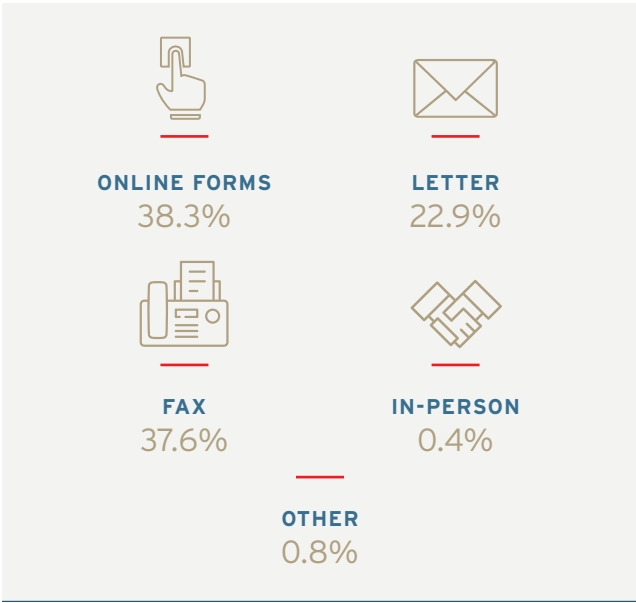 ONLINE FORMS
38.3%
LETTER
22.9%
FAX
37.6%
IN-PERSON
0.4%
OTHER
0.8%